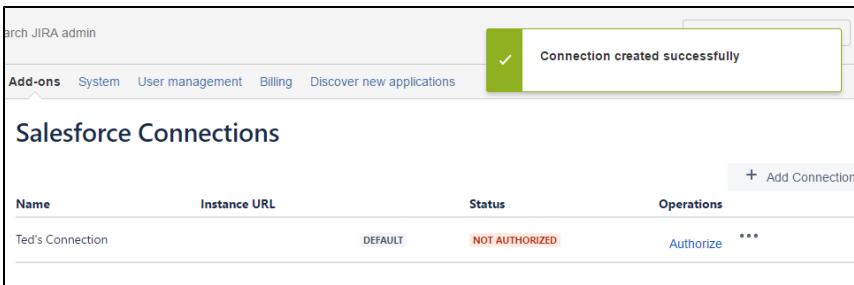 arch JIRA admin
Connection created successfully
Add-ons System User management Billing Discover new applications
Salesforce Connections
+ Add Connection
Name Instance URL Status Operations
Ted's Connection DEFAULT NOT AUTHORIZED Authorize •••